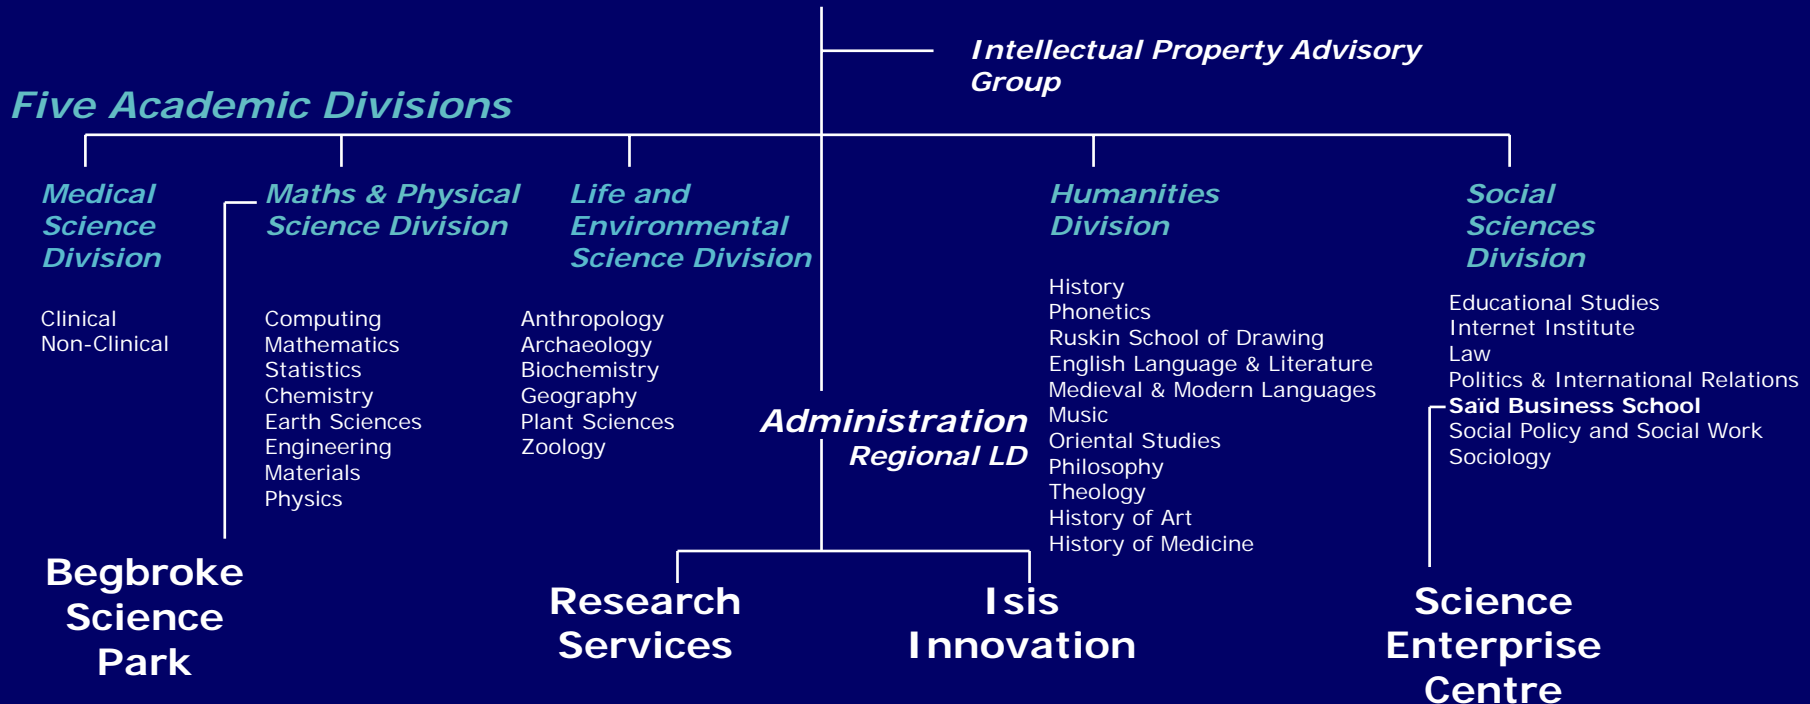 Intellectual Property Advisory
Group
Five Academic Divisions
Medical
Science
Division
Clinical
Non-Clinical
Maths & Physical
Science Division
Computing
Mathematics
Statistics
Chemistry
Earth Sciences
Engineering
Materials
Physics
Life and
Environmental
Science Division
Anthropology
Archaeology
Biochemistry
Geography
Plant Sciences
Zoology
Administration
Regional LD
Humanities
Division
History
Phonetics
Ruskin School of Drawing
English Language & Literature
Medieval & Modern Languages
Music
Oriental Studies
Philosophy
Theology
History of Art
History of Medicine
Social
Sciences
Division
Educational Studies
Internet Institute
Law
Politics & International Relations
Saïd Business School
Social Policy and Social Work
Sociology
Begbroke
Science
Park
Research
Services
Isis
Innovation
Science
Enterprise
Centre